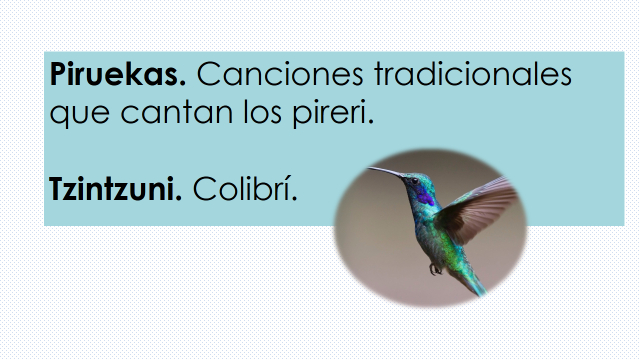 Piruekas. Canciones tradicionales
que cantan los pireri.
Tzintzuni. Colibrí.